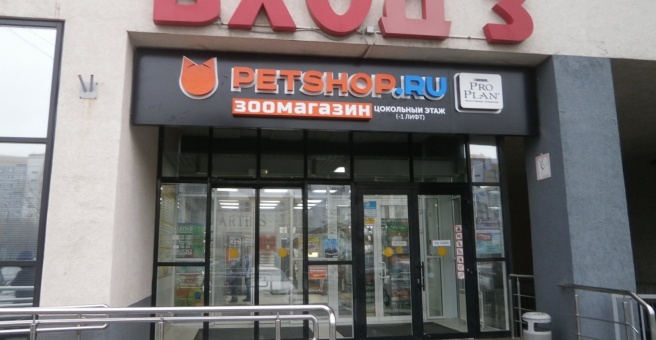 ВХОД 3
PETSHOP.RU
ЗООМАГАЗИН
ЦОКОЛЬНЫЙ ЭТАЖ
(-1 ЛИФТ)
PRO
PLAN